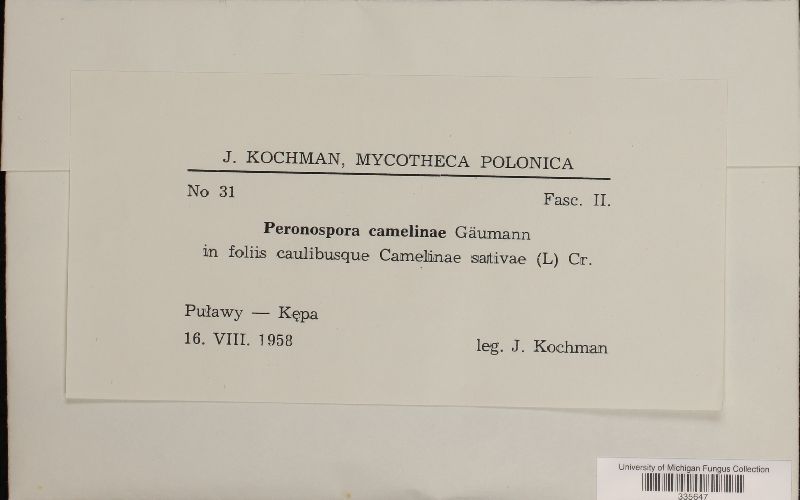 J. KOCHMAN, MYCOTHECA POLONICA
No 31 Fasc. II.
Peronospora camelinae Gäumann
in foliis caulibusque Camelinae sativae (L) Cr.
Puławy — Kępa
16. VIII. 1958 leg. J. Kochman
University of Michigan Fungus Collection
335647